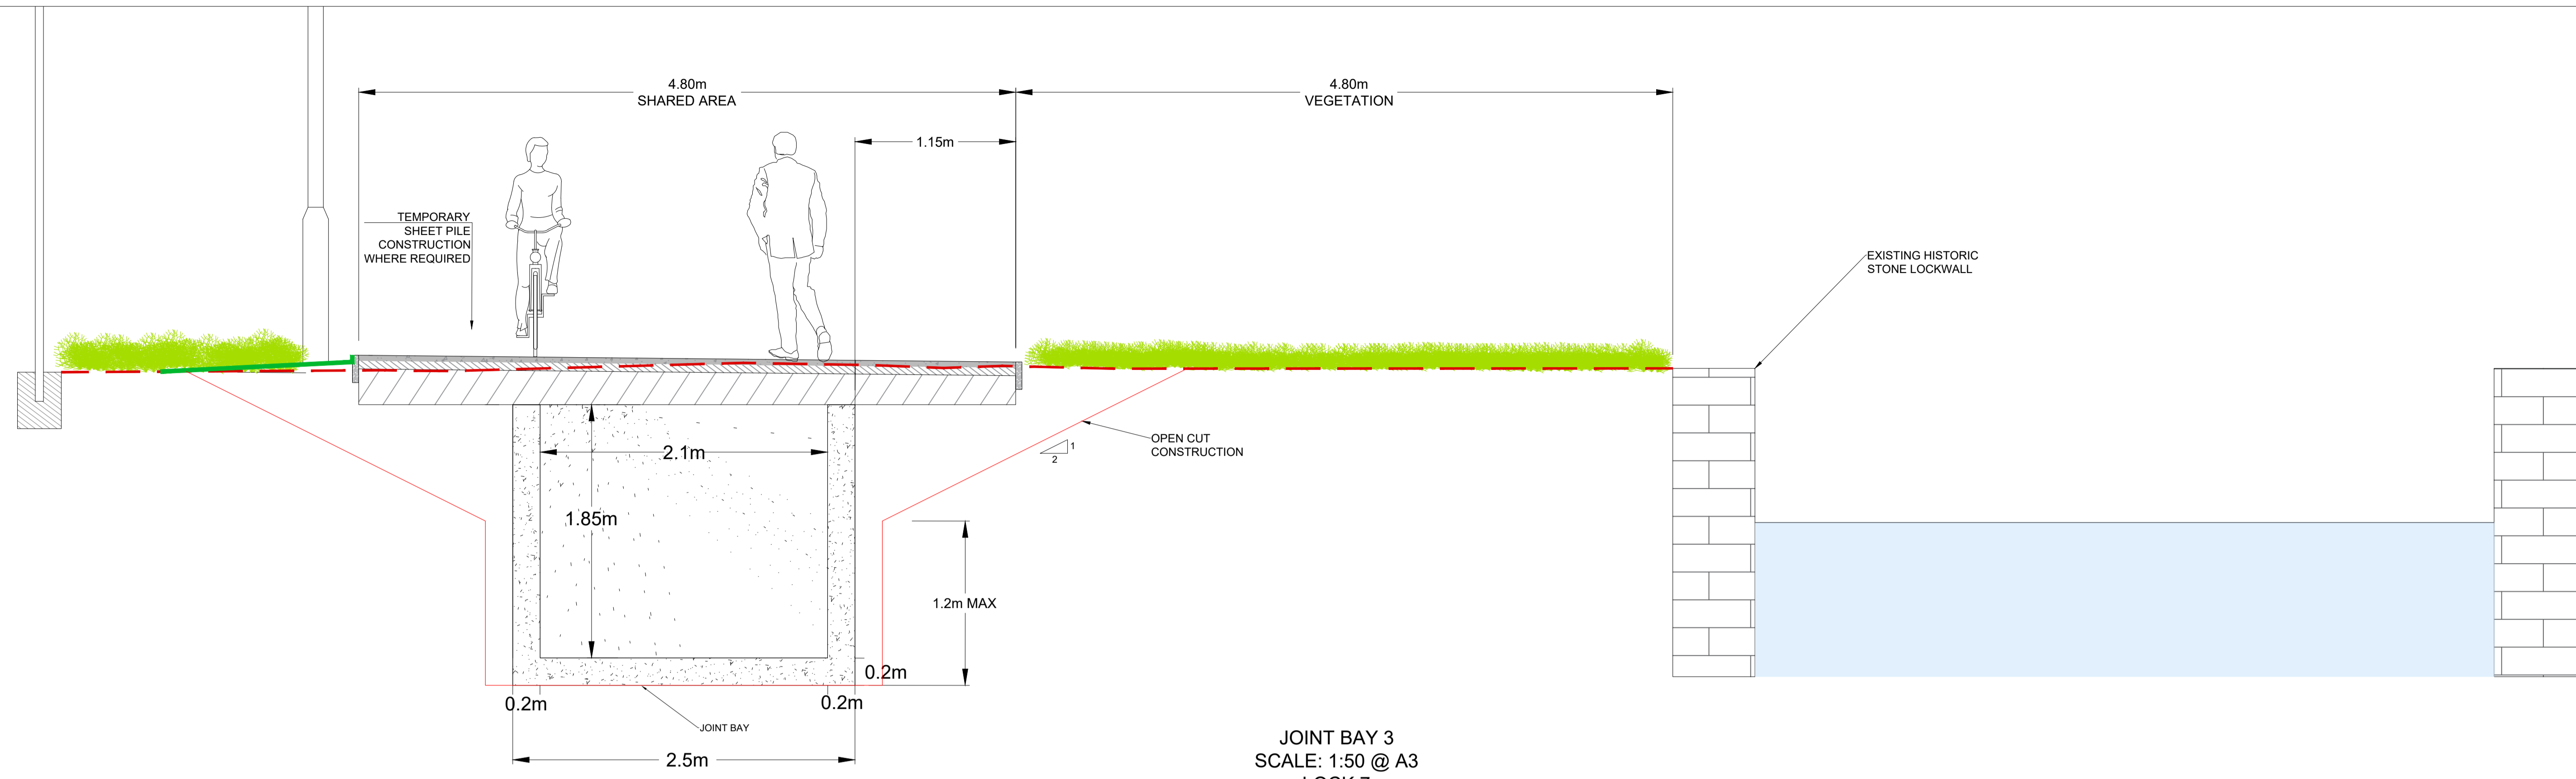 4.80m
SHARED AREA
4.80m
VEGETATION
1.15m
TEMPORARY
SHEET PILE
CONSTRUCTION
WHERE REQUIRED
EXISTING HISTORIC
STONE LOCKWALL
OPEN CUT
CONSTRUCTION
1
2
2.1m
1.85m
1.2m MAX
0.2m
0.2m
0.2m
JOINT BAY
2.5m
JOINT BAY 3
SCALE: 1:50 @ A3
LOCK 7